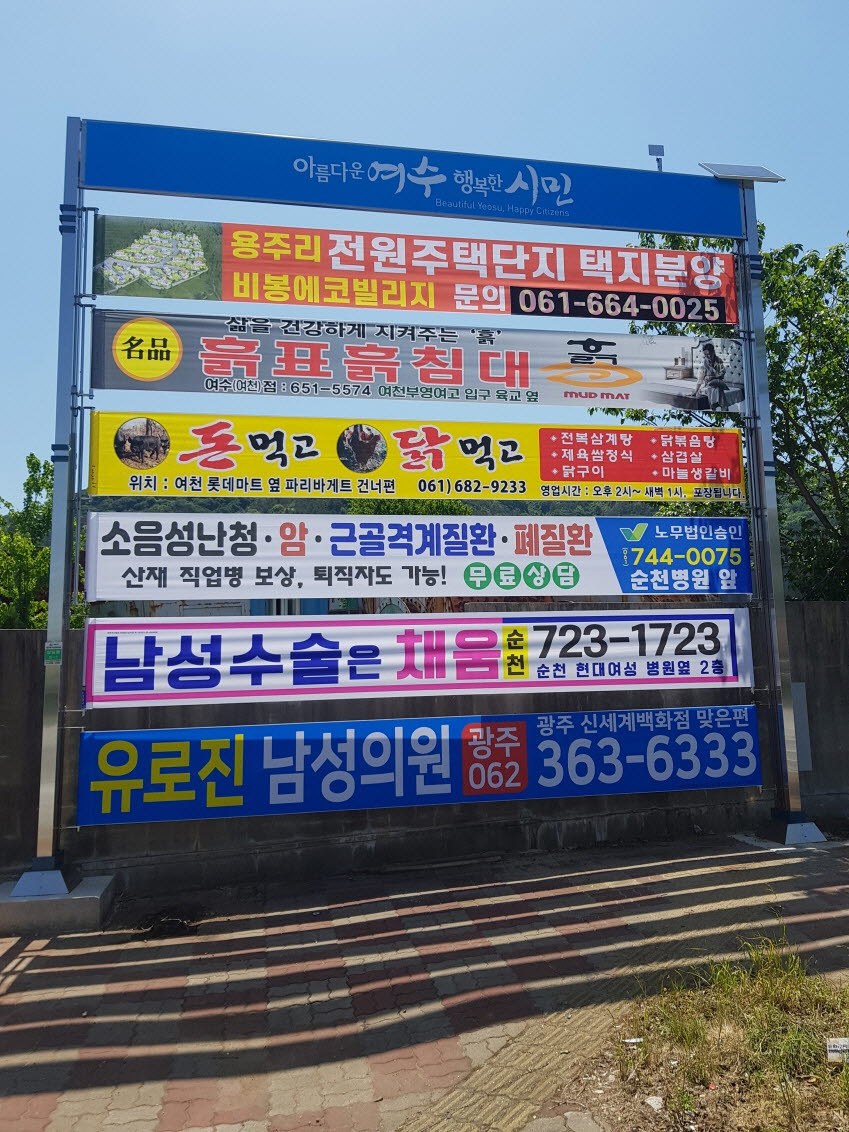 아름다운 여수 행복한 시민
Beautiful Yeosu, Happy Citizens
용주리 전원주택단지 택지분양
비봉에코빌리지 문의 061-664-0025
삶을 건강하게 지켜주는 '흙'
名品 흙표흙침대 흙
MUD MAT
여수(여천)점 : 651-5574 여천부영여고 입구 육교 옆
돈 먹고 닭 먹고
• 전복삼계탕 • 닭볶음탕
• 제육쌈정식 • 삼겹살
• 닭구이 • 마늘생갈비
위치 : 여천 롯데마트 옆 파리바게트 건너편 061) 682-9233 영업시간 : 오후 2시~ 새벽 1시, 포장됩니다.
소음성난청·암·근골격계질환·폐질환 노무법인승인
산재 직업병 보상, 퇴직자도 가능! 무료상담
061) 744-0075
순천병원 앞
남성수술은 채움 순천 723-1723
순천 현대여성 병원옆 2층
광주 신세계백화점 맞은편
유로진 남성의원 광주 062 363-6333